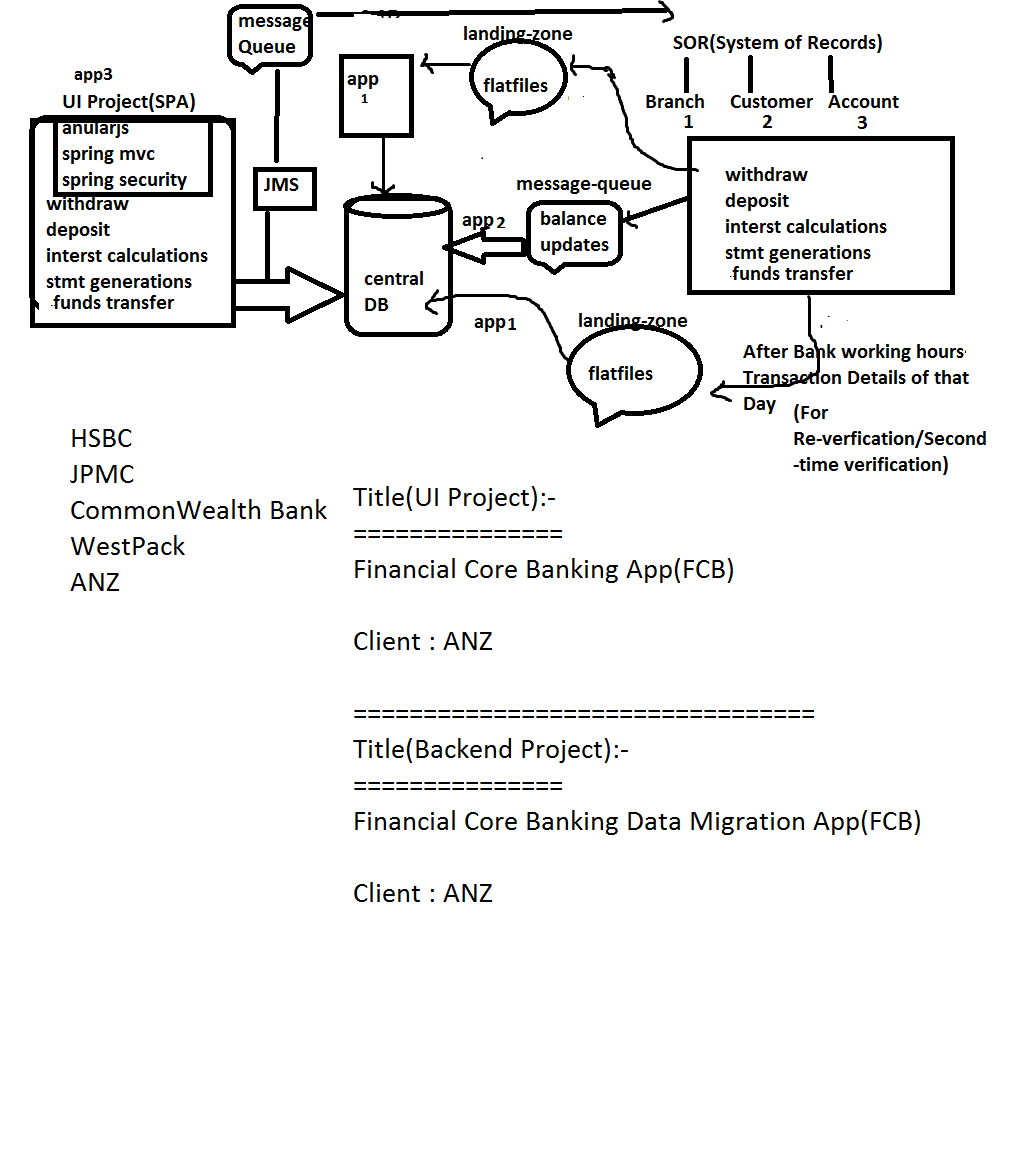 message
Queue
landing-zone
SOR(System of Records)
app3
UI Project(SPA)
app
1
flatfiles
Branch
1
Customer
2
Account
3
anularjs
spring mvc
spring security
withdraw
deposit
interst calculations
stmt generations
funds transfer
JMS
message-queue
balance
updates
app 2
withdraw
deposit
interst calculations
stmt generations
funds transfer
central
DB
app1
landing-zone
flatfiles
After Bank working hours
Transaction Details of that
Day
(For
Re-verfication/Second
-time verification)
HSBC
JPMC
CommonWealth Bank
WestPack
ANZ
Title(UI Project):-
===============
Financial Core Banking App(FCB)
Client : ANZ
=================================
Title(Backend Project):-
===============
Financial Core Banking Data Migration App(FCB)
Client : ANZ